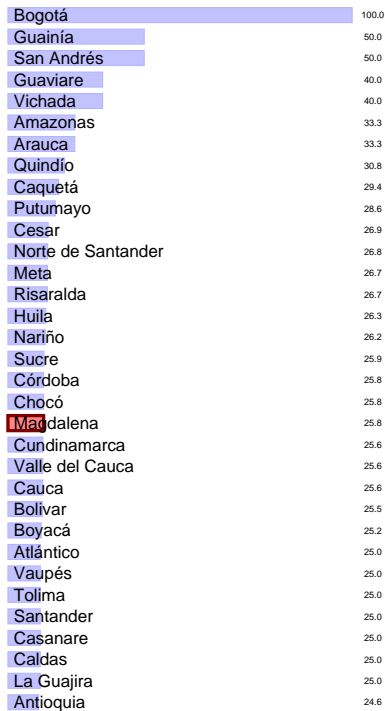 Bogotá 100.0
Guainía 50.0
San Andrés 50.0
Guaviare 40.0
Vichada 40.0
Amazonas 33.3
Arauca 33.3
Quindío 30.8
Caquetá 29.4
Putumayo 28.6
Cesar 26.9
Norte de Santander 26.8
Meta 26.7
Risaralda 26.7
Huila 26.3
Nariño 26.2
Sucre 25.9
Córdoba 25.8
Chocó 25.8
Magdalena 25.8
Cundinamarca 25.6
Valle del Cauca 25.6
Cauca 25.6
Bolivar 25.5
Boyacá 25.2
Atlántico 25.0
Vaupés 25.0
Tolima 25.0
Santander 25.0
Casanare 25.0
Caldas 25.0
La Guajira 25.0
Antioquia 24.6